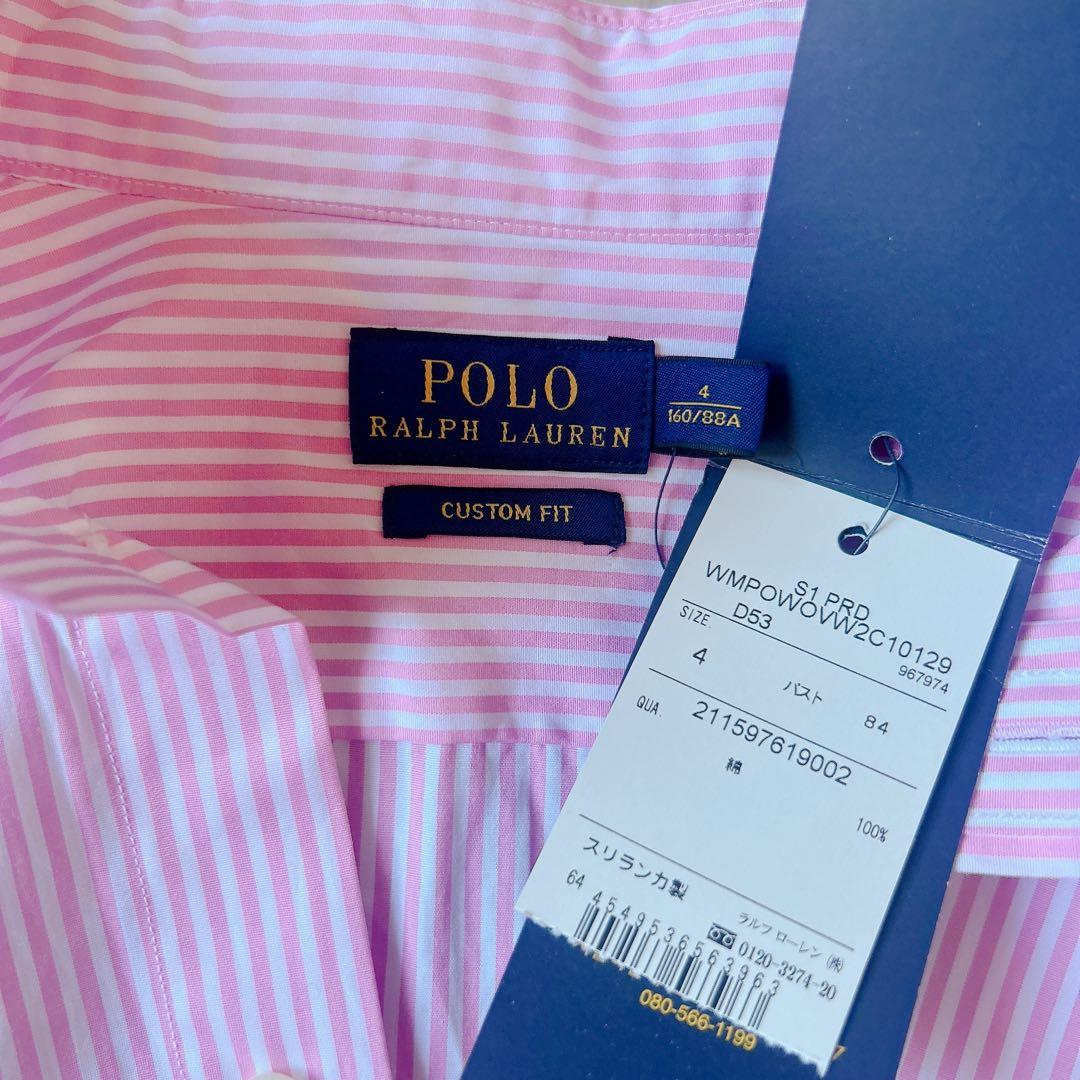 POLO
RALPH LAUREN
4
160/88A
CUSTOM FIT
S1 PRD
WMPOWOVW2C10129
D53
967974
SIZE.
4
バスト
84
QUA.
211597619002
綿
100%
スリランカ製
64
4549536563963
ラルフ ローレン (株)
0120-3274-20
080-566-1199
7